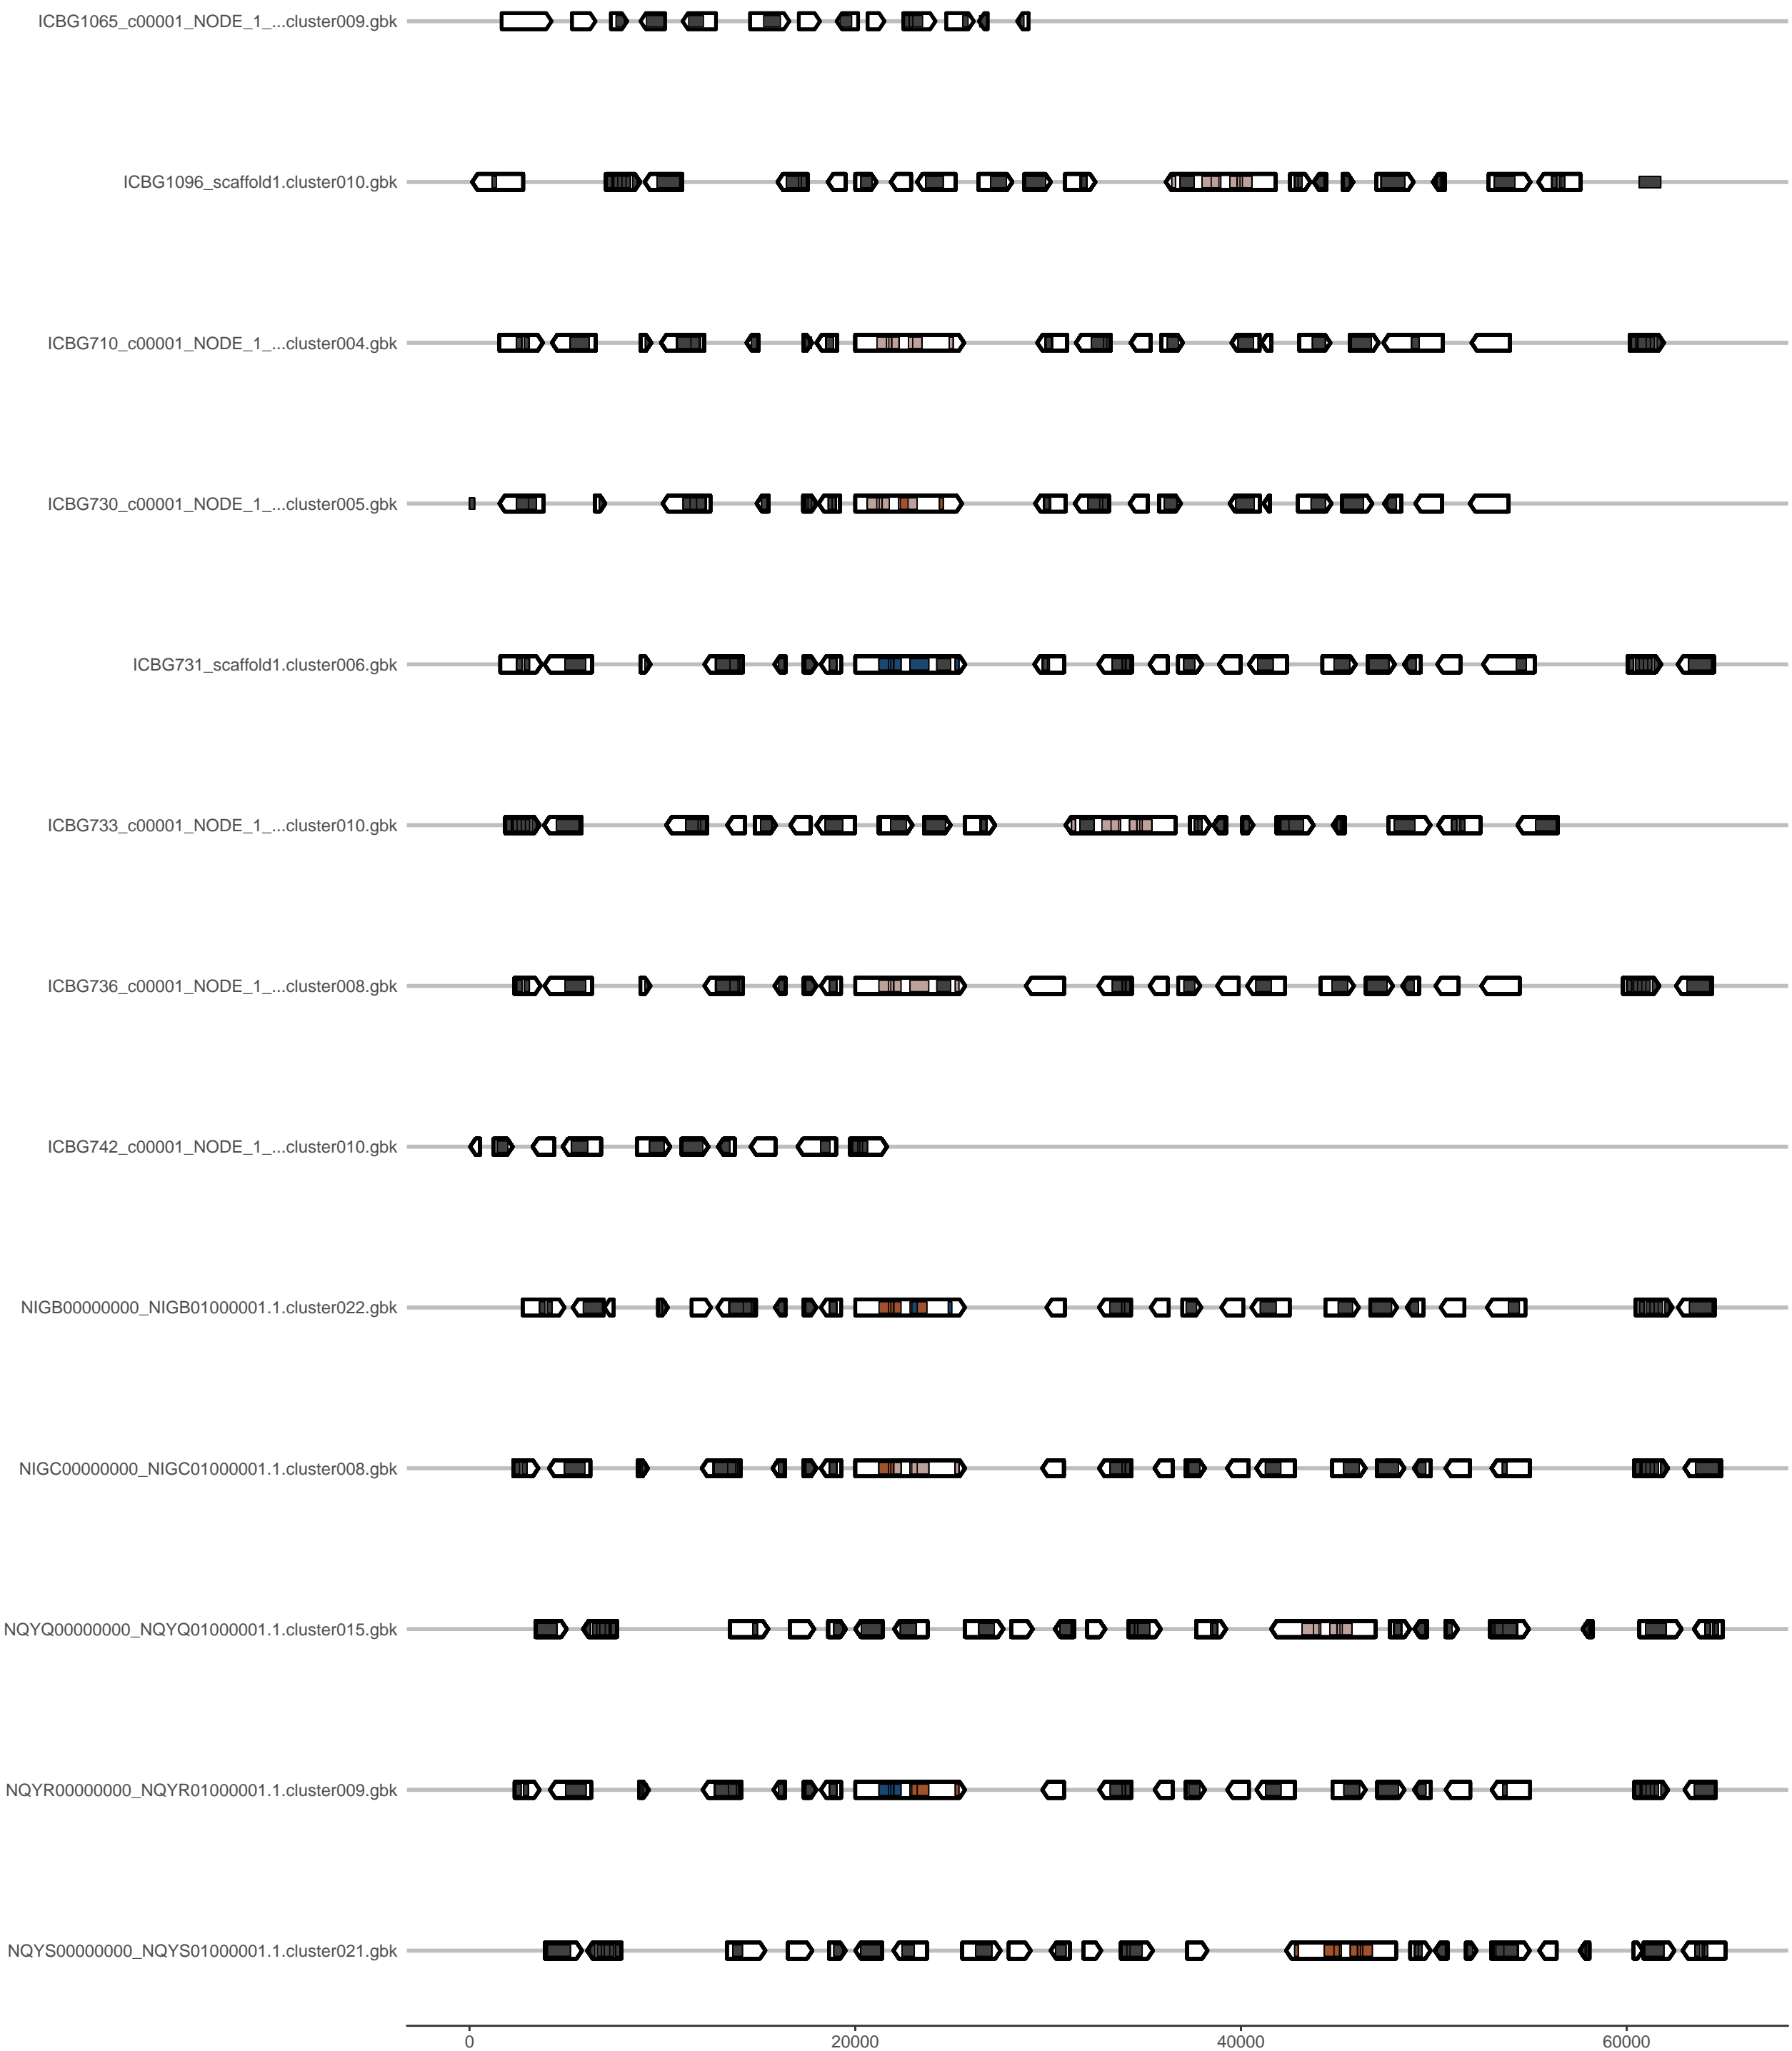 ICBG1065_c00001_NODE_1_...cluster009.gbk
ICBG1096_scaffold1.cluster010.gbk
ICBG710_c00001_NODE_1_...cluster004.gbk
ICBG730_c00001_NODE_1_...cluster005.gbk
ICBG731_scaffold1.cluster006.gbk
ICBG733_c00001_NODE_1_...cluster010.gbk
ICBG736_c00001_NODE_1_...cluster008.gbk
ICBG742_c00001_NODE_1_...cluster010.gbk
NIGB00000000_NIGB01000001.1.cluster022.gbk
NIGC00000000_NIGC01000001.1.cluster008.gbk
NQYQ00000000_NQYQ01000001.1.cluster015.gbk
NQYR00000000_NQYR01000001.1.cluster009.gbk
NQYS00000000_NQYS01000001.1.cluster021.gbk
0 20000 40000 60000